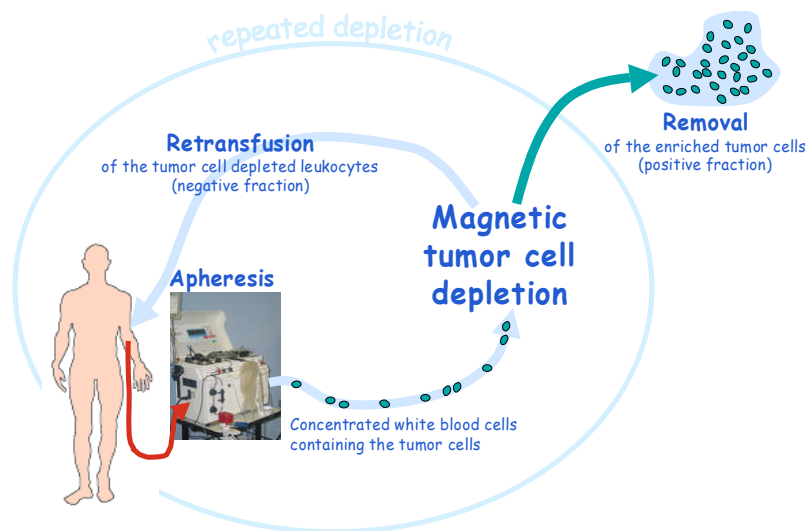 repeated depletion
Retransfusion
of the tumor cell depleted leukocytes
(negative fraction)
Removal
of the enriched tumor cells
(positive fraction)
Magnetic
tumor cell
depletion
Apheresis
Concentrated white blood cells
containing the tumor cells